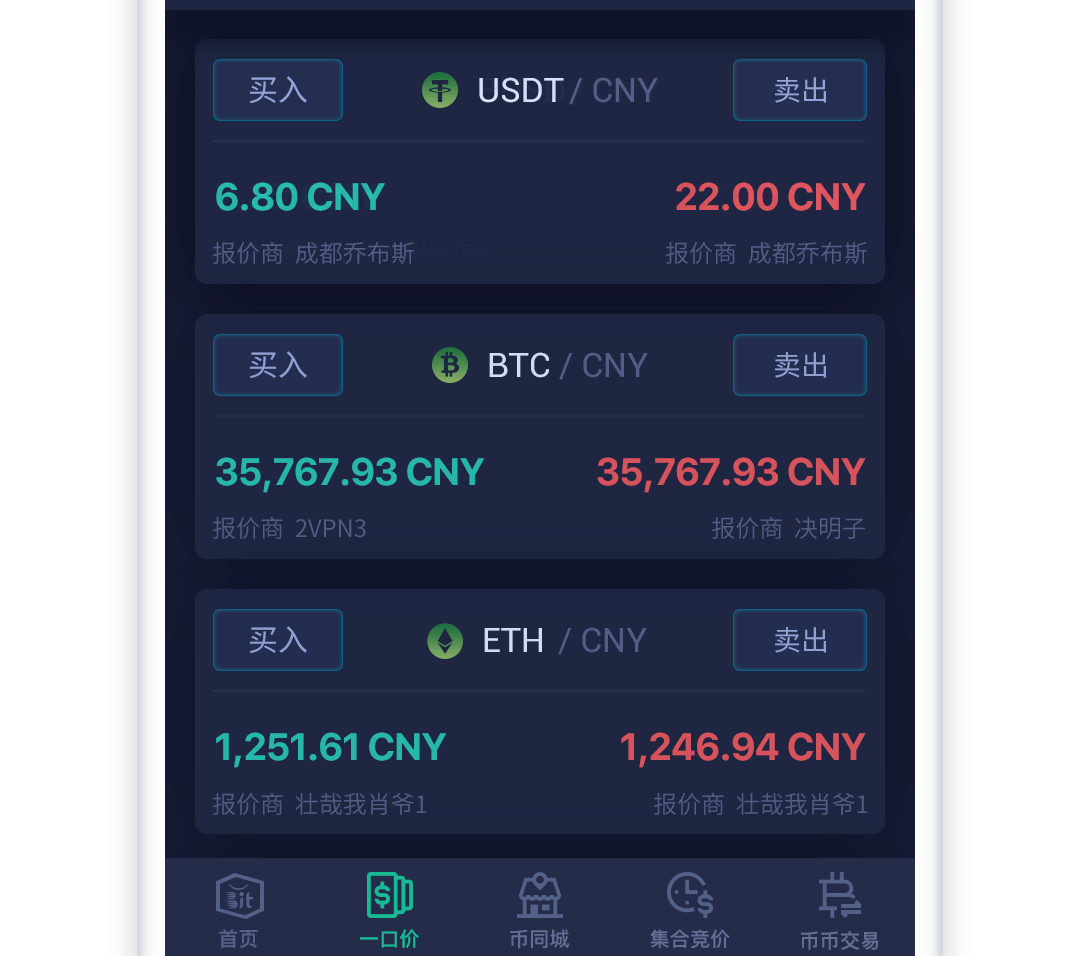 买入 USDT / CNY 卖出
6.80 CNY 22.00 CNY
报价商 成都乔布斯 报价商 成都乔布斯
买入 BTC / CNY 卖出
35,767.93 CNY 35,767.93 CNY
报价商 2VPN3 报价商 决明子
买入 ETH / CNY 卖出
1,251.61 CNY 1,246.94 CNY
报价商 壮哉我肖爷1 报价商 壮哉我肖爷1
Bit $ $
首页 一口价 币同城 集合竞价 币币交易